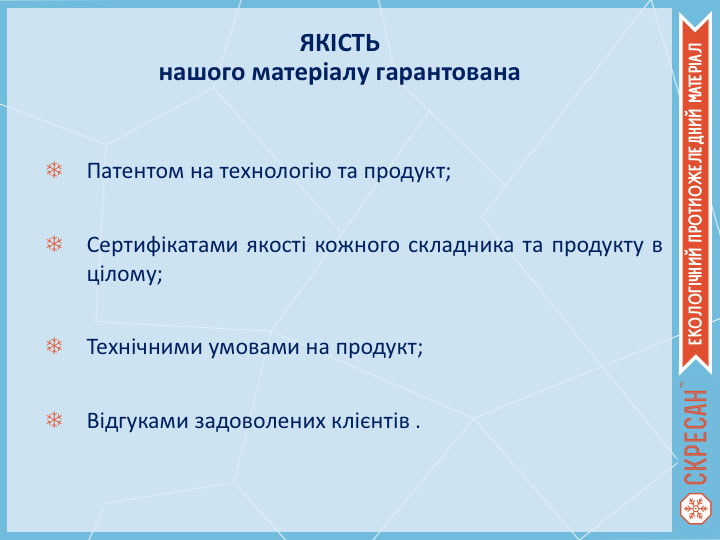 ЯКІСТЬ
нашого матеріалу гарантована
Патентом на технологію та продукт;
Сертифікатами якості кожного складника та продукту в
цілому;
Технічними умовами на продукт;
Відгуками задоволених клієнтів .
ЕКОЛОГІЧНИЙ ПРОТИОЖЕЛЕДНИЙ МАТЕРІАЛ
СКРЕСАН